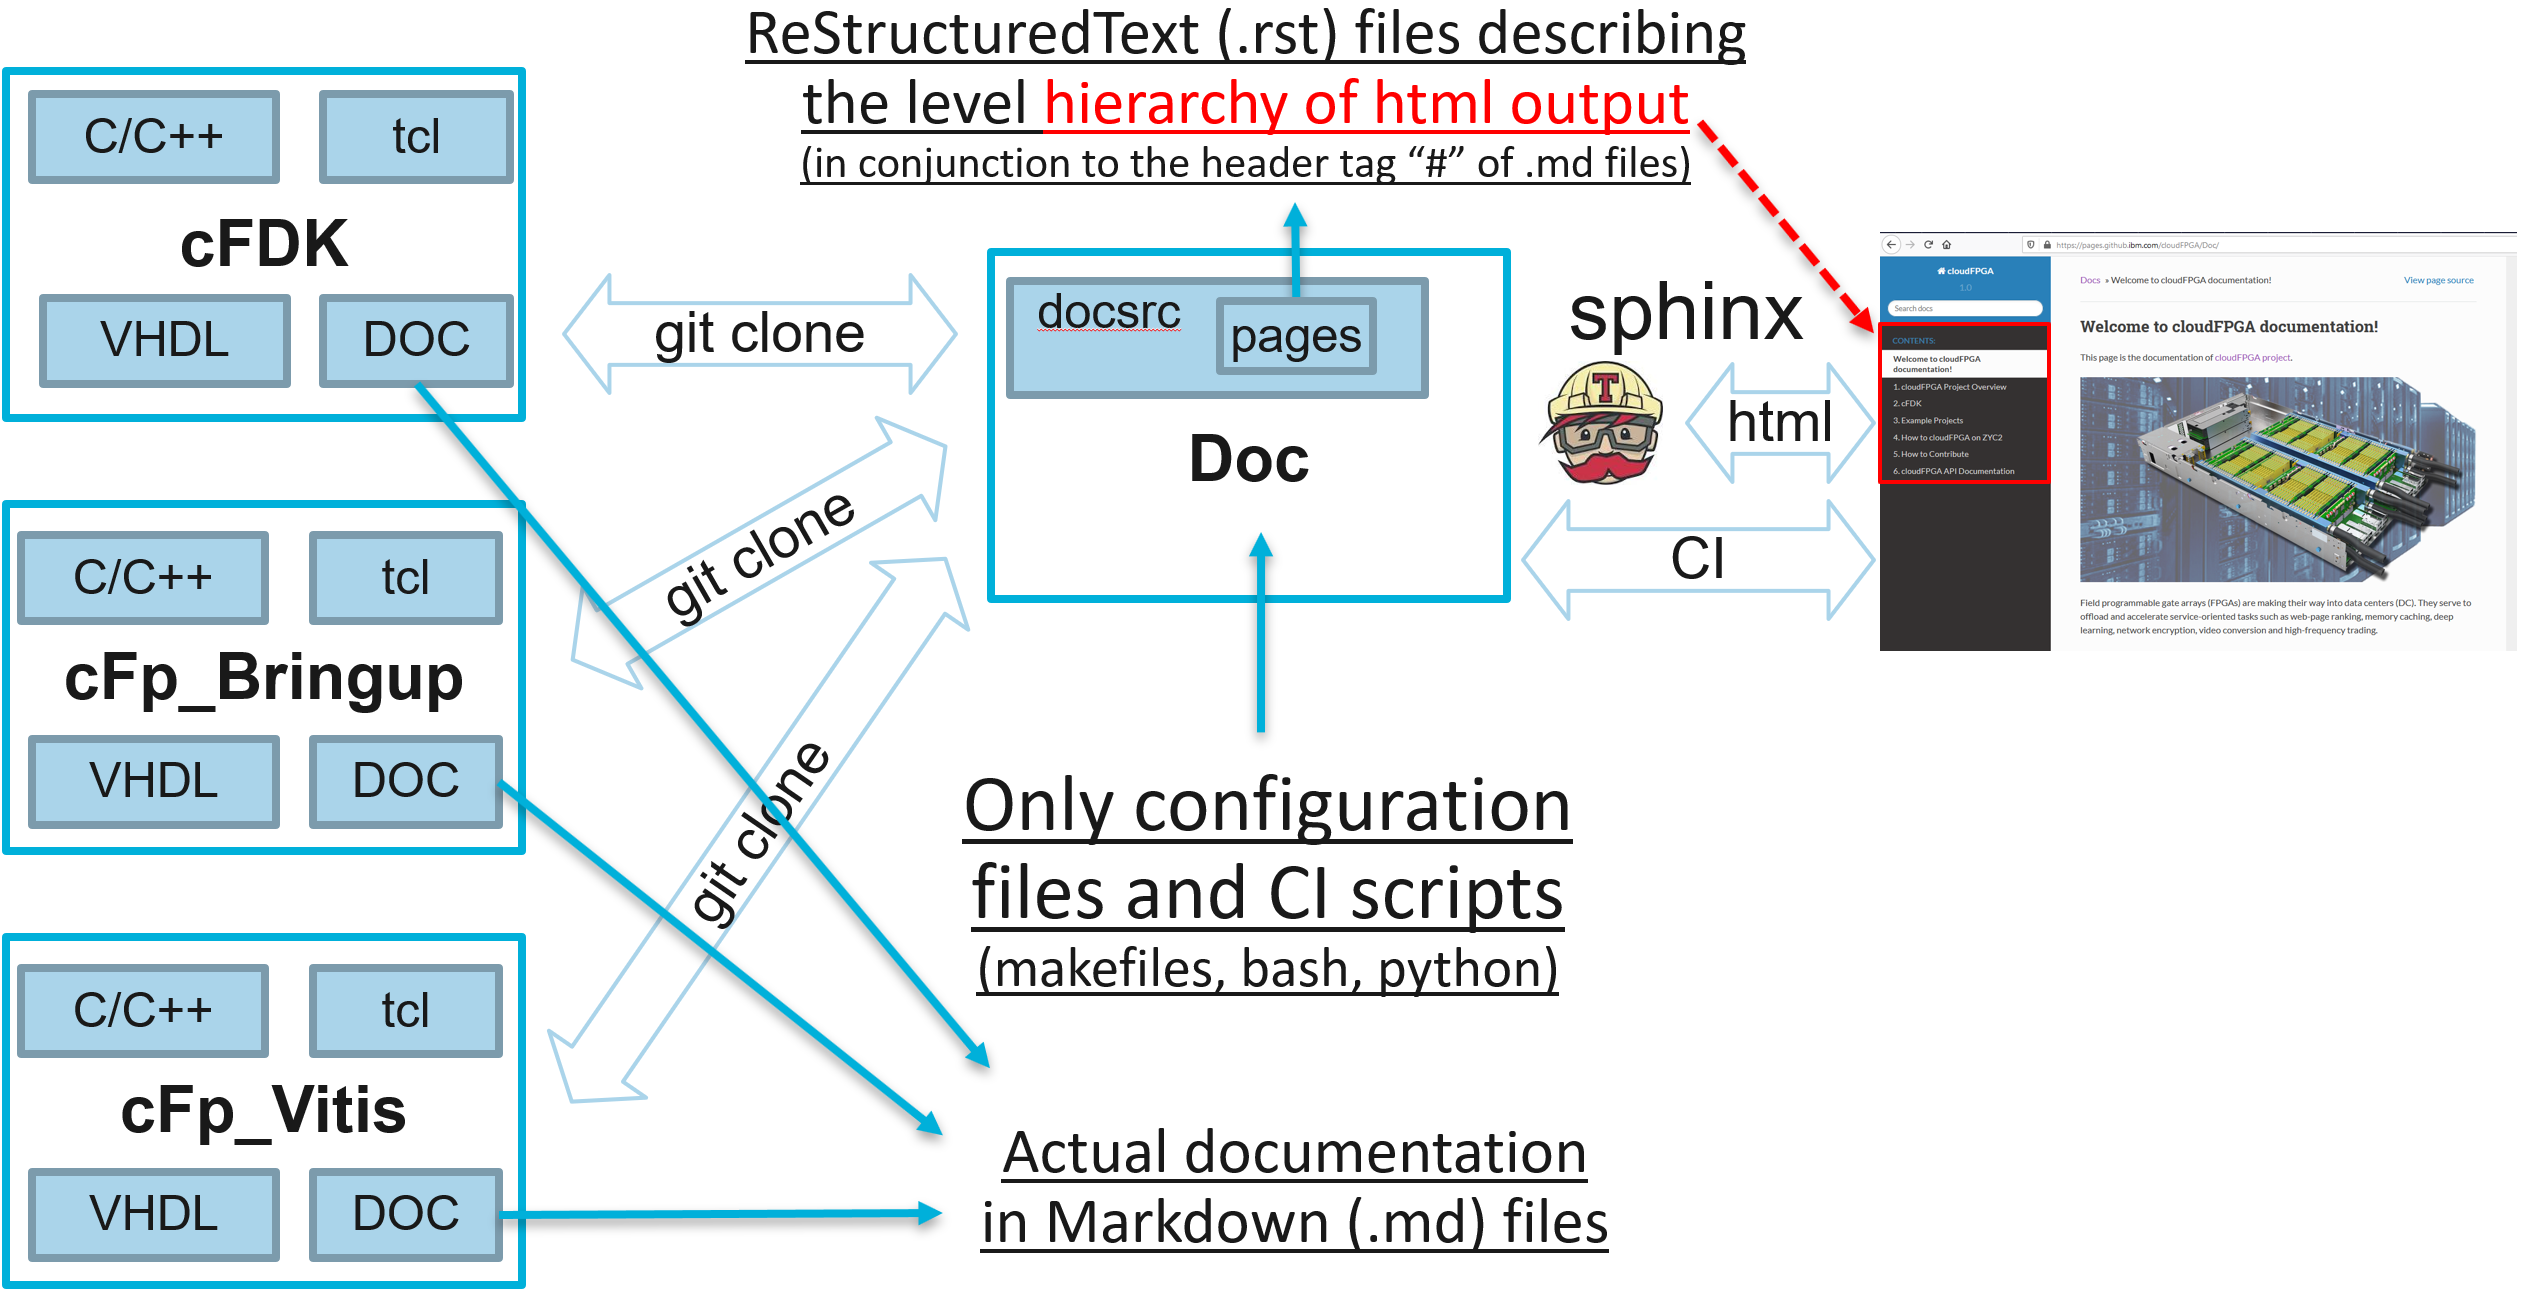 ReStructuredText (.rst) files describing
the level hierarchy of html output
(in conjunction to the header tag “#” of .md files)
C/C++
tcl
cFDK
VHDL
DOC
C/C++
tcl
cFp_Bringup
VHDL
DOC
C/C++
tcl
cFp_Vitis
VHDL
DOC
git clone
git clone
git clone
docsrc
pages
Doc
Only configuration
files and CI scripts
(makefiles, bash, python)
Actual documentation
in Markdown (.md) files
sphinx
T
html
CI
https://pages.github.ibm.com/cloudFPGA/Doc/
cloudFPGA
1.0
Search docs
CONTENTS:
Welcome to cloudFPGA
documentation!
1. cloudFPGA Project Overview
2. cFDK
3. Example Projects
4. How to cloudFPGA on ZYC2
5. How to Contribute
6. cloudFPGA API Documentation
Docs » Welcome to cloudFPGA documentation!
View page source
Welcome to cloudFPGA documentation!
This page is the documentation of cloudFPGA project.
Field programmable gate arrays (FPGAs) are making their way into data centers (DC). They serve to
offload and accelerate service-oriented tasks such as web-page ranking, memory caching, deep
learning, network encryption, video conversion and high-frequency trading.